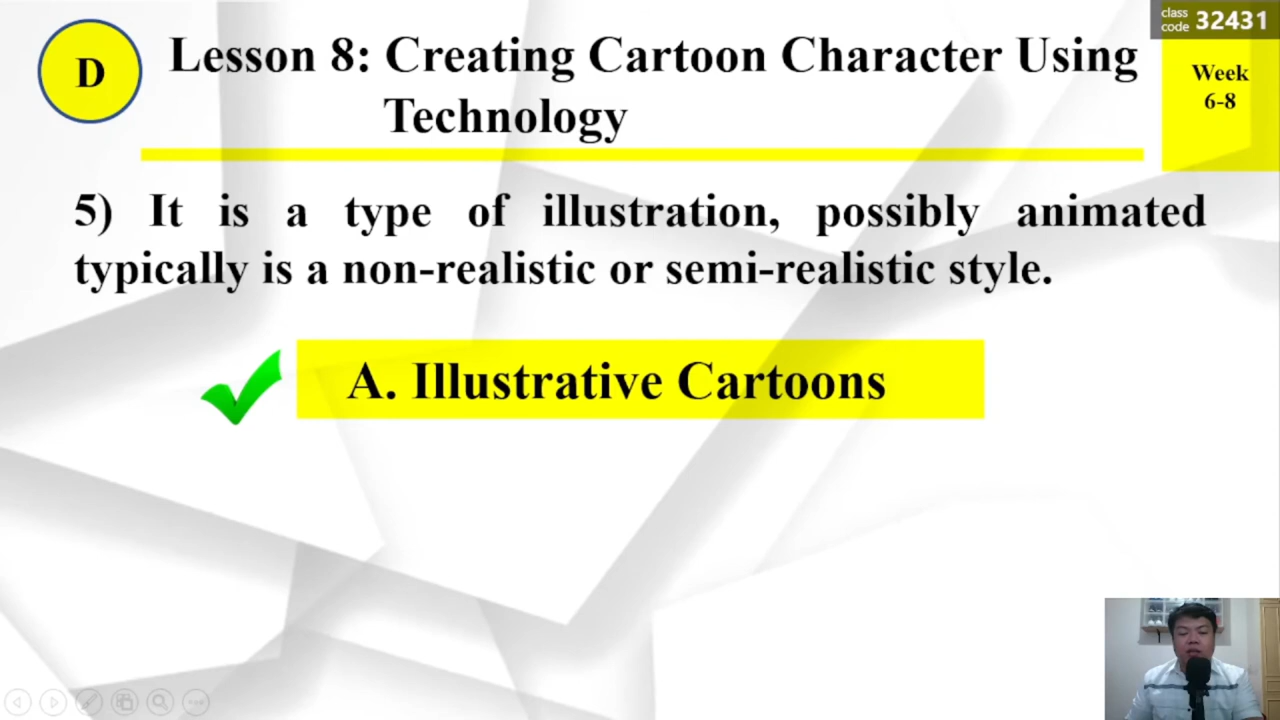 class
code 32431
D
Lesson 8: Creating Cartoon Character Using
Technology
Week
6-8
5) It is a type of illustration, possibly animated
typically is a non-realistic or semi-realistic style.
A. Illustrative Cartoons